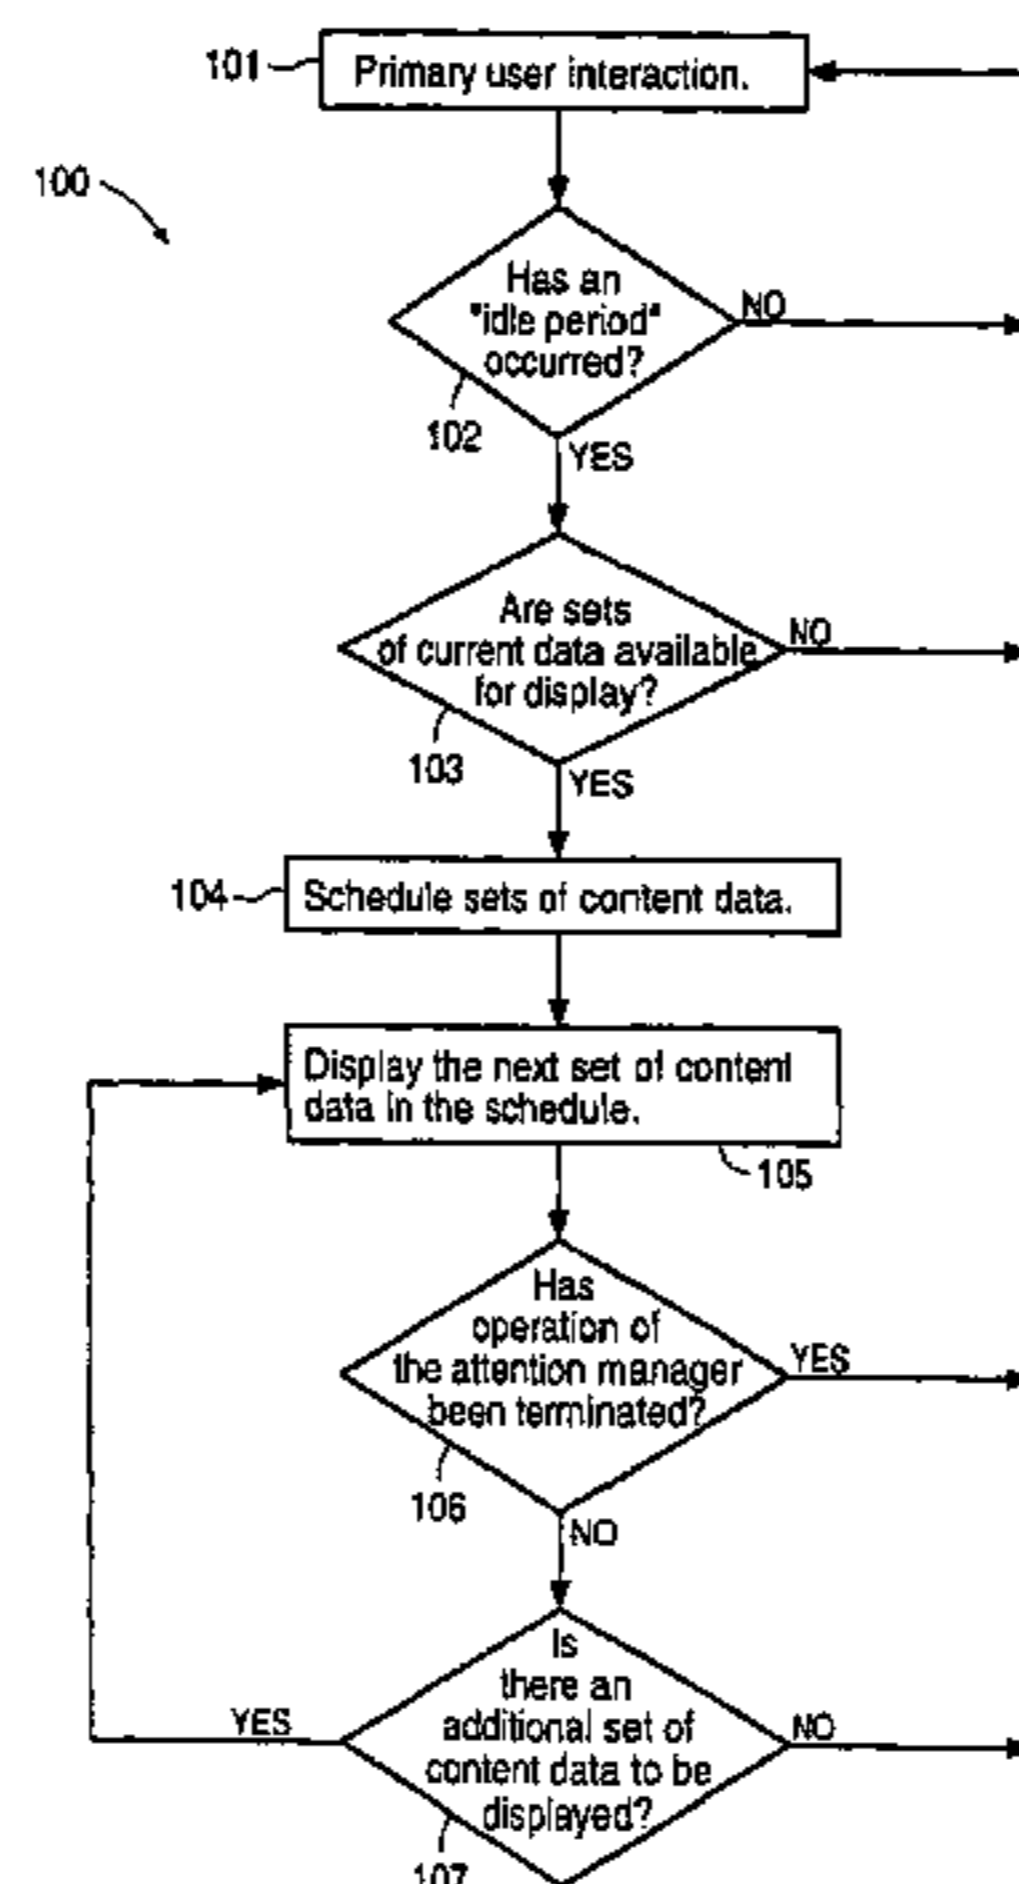 101
Primary user interaction.
100
Has an
"idle period"
occurred?
NO
102
YES
Are sets
of current data available
for display?
NO
103
YES
104
Schedule sets of content data.
Display the next set of content
data in the schedule.
105
Has
operation of
the attention manager
been terminated?
YES
106
NO
Is
there an
additional set of
content data to be
displayed?
YES
NO
107